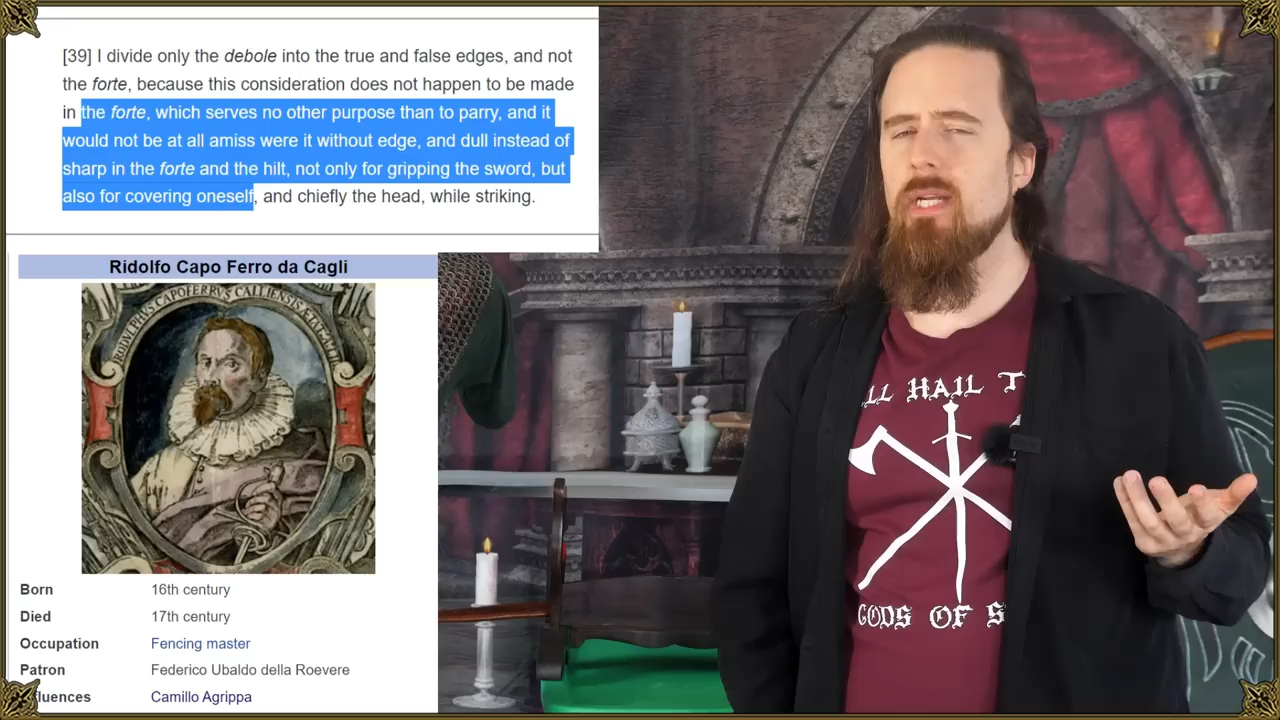 [39] I divide only the debole into the true and false edges, and not
the forte, because this consideration does not happen to be made
in the forte, which serves no other purpose than to parry, and it
would not be at all amiss were it without edge, and dull instead of
sharp in the forte and the hilt, not only for gripping the sword, but
also for covering oneself, and chiefly the head, while striking.
Ridolfo Capo Ferro da Cagli
Born 16th century
Died 17th century
Occupation Fencing master
Patron Federico Ubaldo della Roevere
fluences Camillo Agrippa
LL HAIL T
GODS OF S